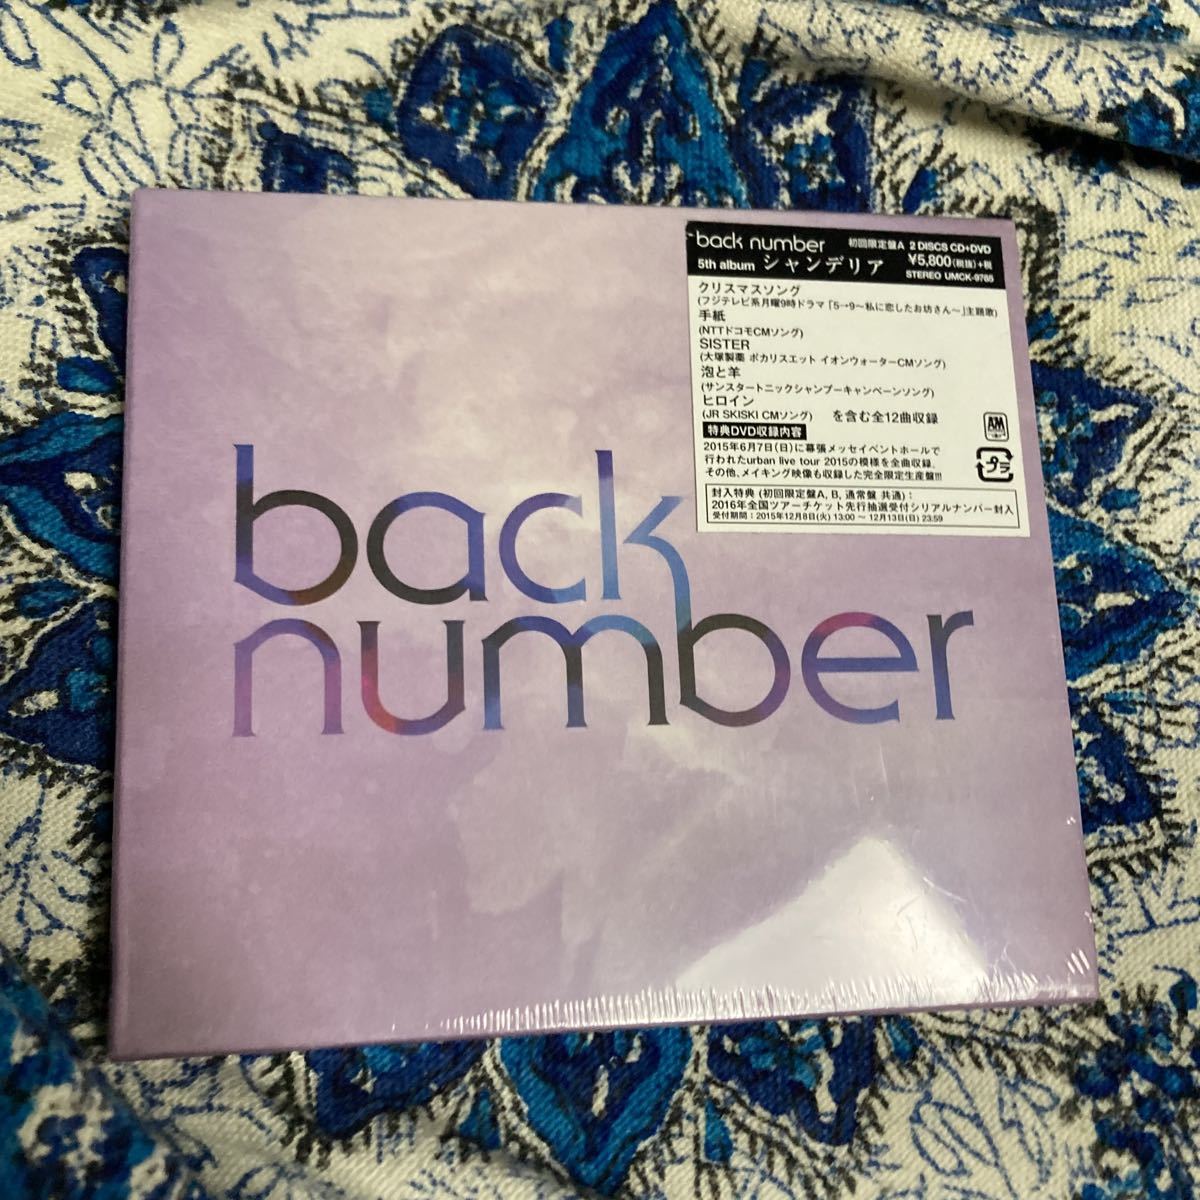 back number 初回限定盤A 2 DISCS CD+DVD
5th album シャンデリア ¥5,800(税抜)+税
STEREO UMCK-9765
クリスマスソング
(フジテレビ系月曜9時ドラマ「5→9～私に恋したお坊さん～」主題歌)
手紙
(NTTドコモCMソング)
SISTER
(大塚製薬 ポカリスエット イオンウォーターCMソング)
泡と羊
(サンスタートニックシャンプーキャンペーンソング)
ヒロイン
(JR SKISKI CMソング) を含む全12曲収録
特典DVD収録内容
2015年6月7日(日)に幕張メッセイベントホールで
行われたurban live tour 2015の模様を全曲収録、
その他、メイキング映像も収録した完全限定生産盤!!!
封入特典 (初回限定盤A, B, 通常盤 共通) :
2016年全国ツアーチケット先行抽選受付シリアルナンバー封入
受付期間 : 2015年12月8日(火) 13:00 ～ 12月13日(日) 23:59
A&M
プラ
back
number